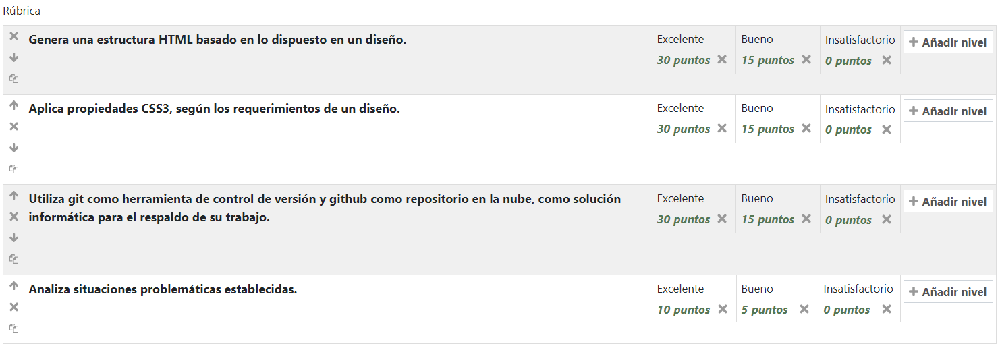 Rúbrica
Genera una estructura HTML basado en lo dispuesto en un diseño.
Excelente
30 puntos
Bueno
15 puntos
Insatisfactorio
0 puntos
Añadir nivel
Aplica propiedades CSS3, según los requerimientos de un diseño.
Excelente
30 puntos
Bueno
15 puntos
Insatisfactorio
0 puntos
Añadir nivel
Utiliza git como herramienta de control de versión y github como repositorio en la nube, como solución
informática para el respaldo de su trabajo.
Excelente
30 puntos
Bueno
15 puntos
Insatisfactorio
0 puntos
Añadir nivel
Analiza situaciones problemáticas establecidas.
Excelente
10 puntos
Bueno
5 puntos
Insatisfactorio
0 puntos
Añadir nivel